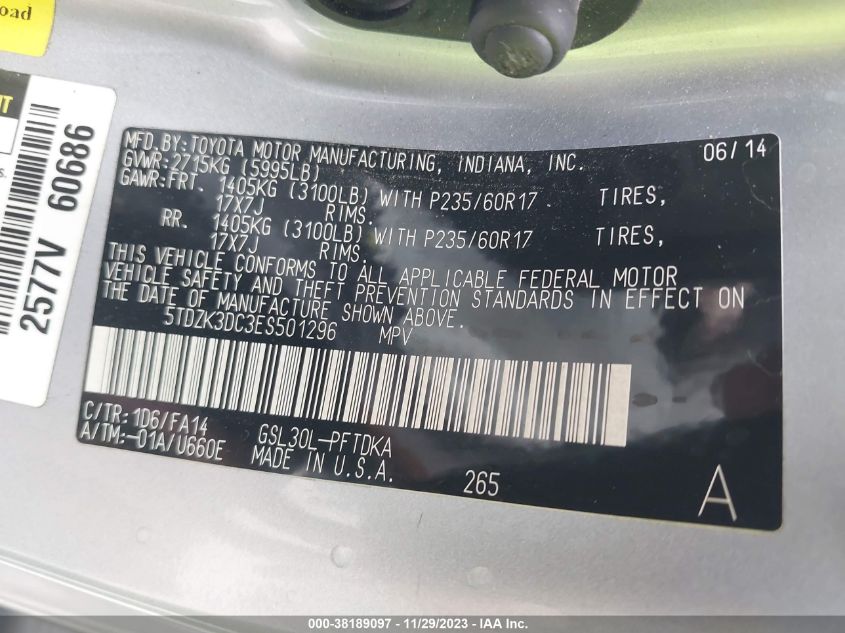 oad
NT
s.
2577V 60686
MFD.BY:TOYOTA MOTOR MANUFACTURING, INDIANA, INC. 06/14
GVWR:2715KG (5995LB)
GAWR:FRT. 1405KG (3100LB) WITH P235/60R17 TIRES,
17X7J RIMS.
RR. 1405KG (3100LB) WITH P235/60R17 TIRES,
17X7J RIMS.
THIS VEHICLE CONFORMS TO ALL APPLICABLE FEDERAL MOTOR
VEHICLE SAFETY AND THEFT PREVENTION STANDARDS IN EFFECT ON
THE DATE OF MANUFACTURE SHOWN ABOVE.
5TDZK3DC3ES501296 MPV
C/TR:1D6/FA14 GSL30L-PFTDKA
A/TM:-01A/U660E MADE IN U.S.A.
265
A
000-38189097 - 11/29/2023 - IAA Inc.